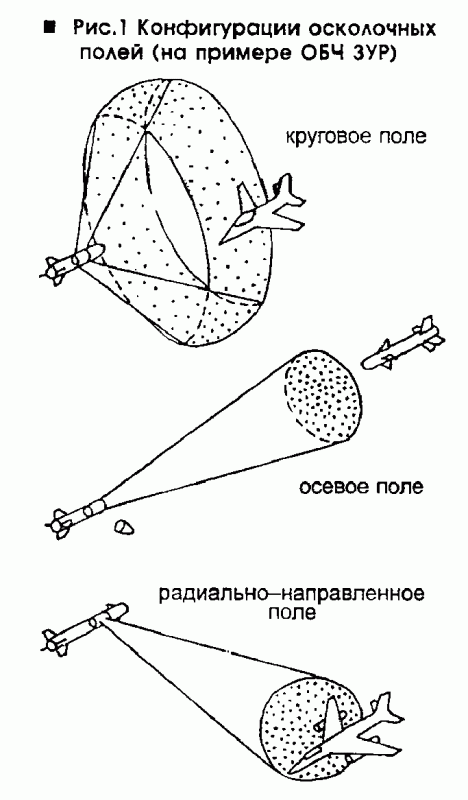 ■ Рис.1 Конфигурации осколочных
полей (на примере ОБЧ ЗУР)
круговое поле
осевое поле
радиально–направленное
поле